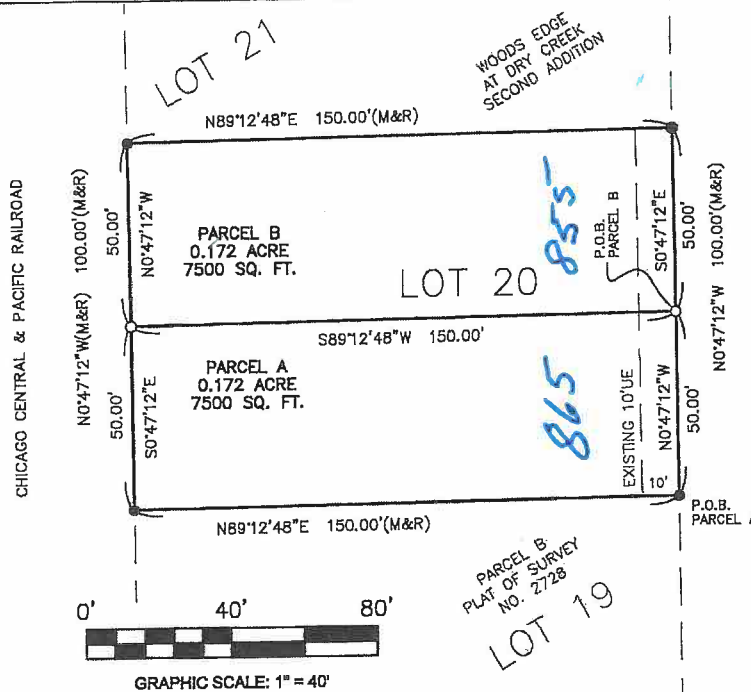 LOT 21
WOODS EDGE
AT DRY CREEK
SECOND ADDITION
N89°12'48"E 150.00'(M&R)
CHICAGO CENTRAL & PACIFIC RAILROAD
N0°47'12"W(M&R) 100.00'(M&R)
50.00'
N0°47'12"W
PARCEL B
0.172 ACRE
7500 SQ. FT.
LOT 20
855
P.O.B.
PARCEL B
S0°47'12"E
50.00'
N0°47'12"W 100.00'(M&R)
S89°12'48"W 150.00'
50.00'
S0°47'12"E
PARCEL A
0.172 ACRE
7500 SQ. FT.
865
EXISTING 10'UE
10'
N0°47'12"W
50.00'
P.O.B.
PARCEL
N89°12'48"E 150.00'(M&R)
PARCEL B
PLAT OF SURVEY
NO. 2728
LOT 19
0' 40' 80'
GRAPHIC SCALE: 1" = 40'